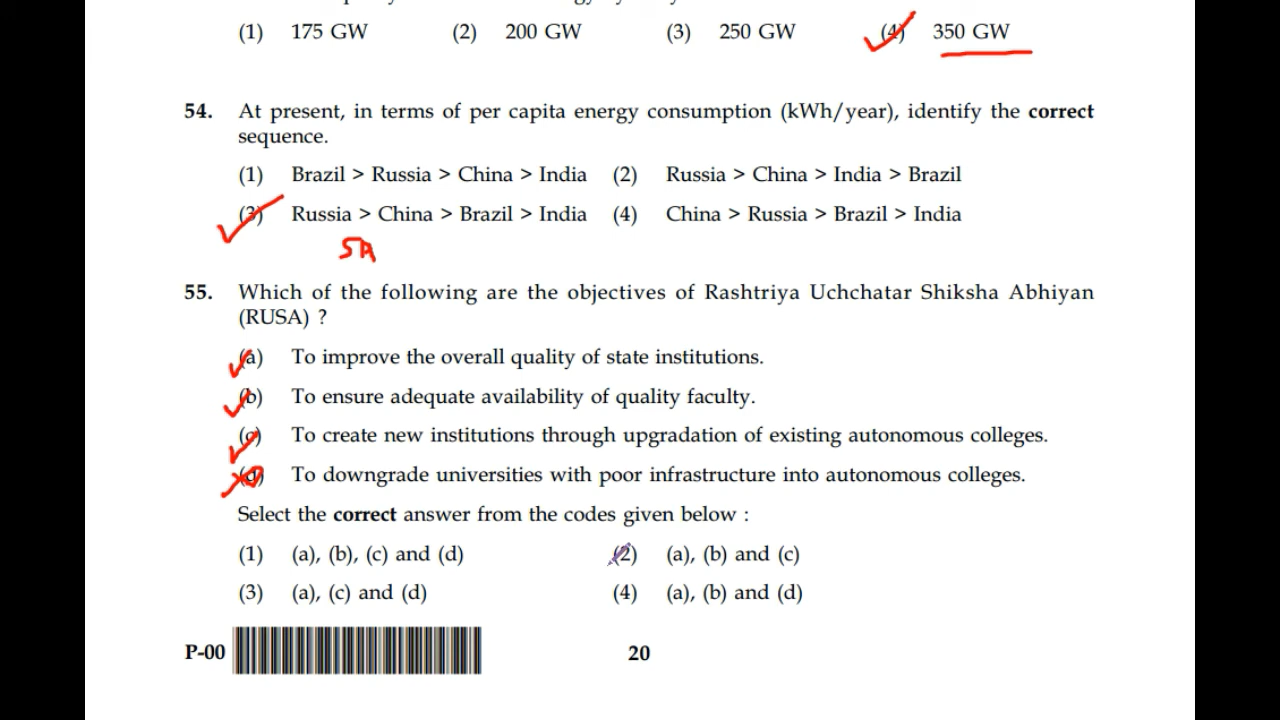 (1) 175 GW (2) 200 GW (3) 250 GW (4) 350 GW
54. At present, in terms of per capita energy consumption (kWh/year), identify the correct
sequence.
(1) Brazil > Russia > China > India (2) Russia > China > India > Brazil
(3) Russia > China > Brazil > India (4) China > Russia > Brazil > India
SA
55. Which of the following are the objectives of Rashtriya Uchchatar Shiksha Abhiyan
(RUSA) ?
(a) To improve the overall quality of state institutions.
(b) To ensure adequate availability of quality faculty.
(c) To create new institutions through upgradation of existing autonomous colleges.
(d) To downgrade universities with poor infrastructure into autonomous colleges.
Select the correct answer from the codes given below :
(1) (a), (b), (c) and (d) (2) (a), (b) and (c)
(3) (a), (c) and (d) (4) (a), (b) and (d)
P-00 20